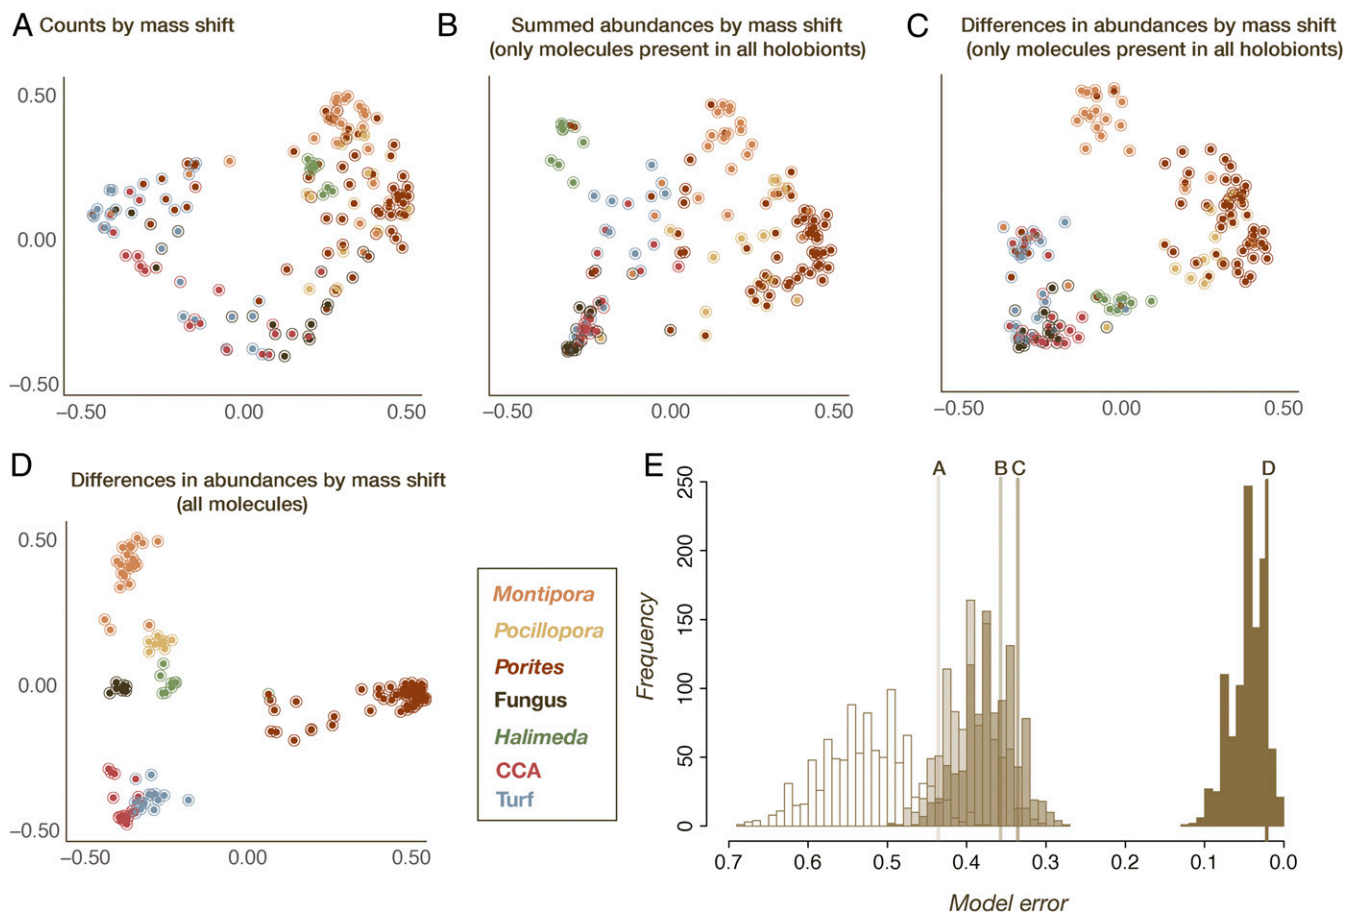 A Counts by mass shift
0.50
0.00
−0.50
−0.50 0.00 0.50
B Summed abundances by mass shift
(only molecules present in all holobionts)
−0.50 0.00 0.50
C Differences in abundances by mass shift
(only molecules present in all holobionts)
−0.50 0.00 0.50
D
Differences in abundances by mass shift
(all molecules)
0.50
0.00
−0.50
−0.50 0.00 0.50
Montipora
Pocillopora
Porites
Fungus
Halimeda
CCA
Turf
E
A B C D
Frequency
250
200
150
100
50
0
0.7 0.6 0.5 0.4 0.3 0.2 0.1 0.0
Model error